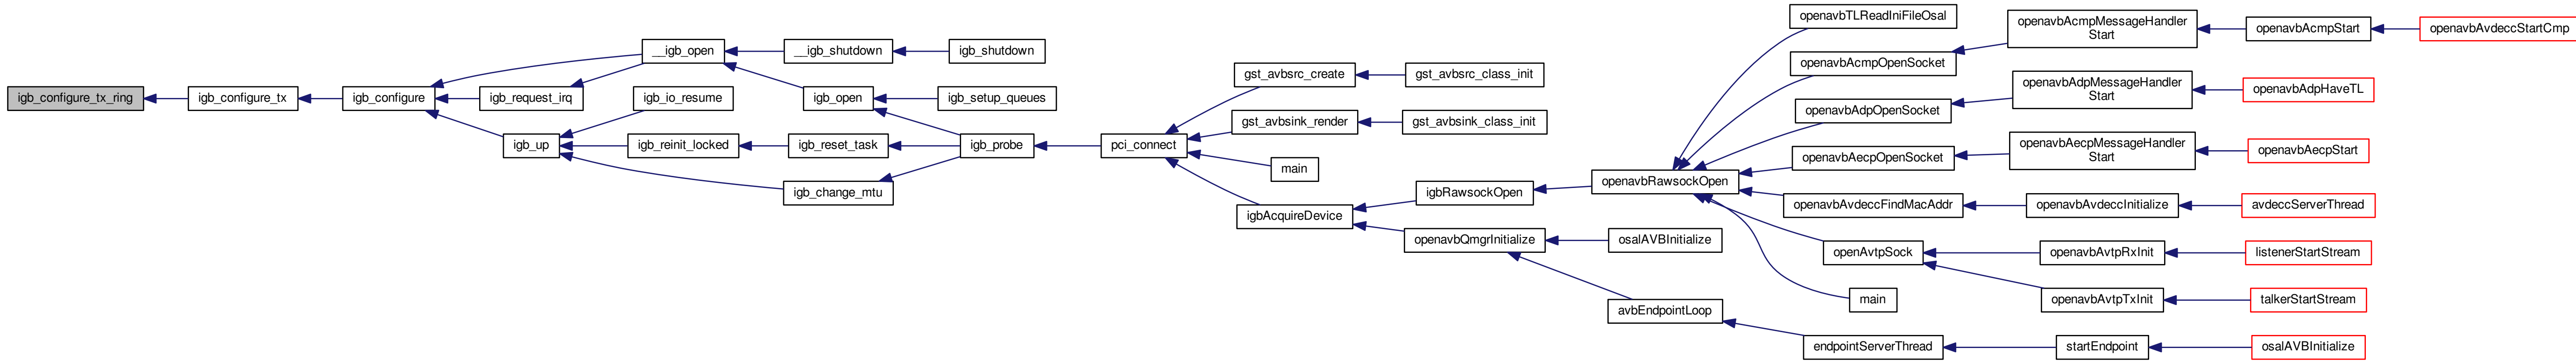 igb_configure_tx_ring
igb_configure_tx
igb_configure
__igb_open
igb_request_irq
igb_up
__igb_shutdown
igb_shutdown
igb_io_resume
igb_open
igb_setup_queues
igb_reinit_locked
igb_reset_task
igb_change_mtu
igb_probe
pci_connect
gst_avbsrc_create
gst_avbsrc_class_init
gst_avbsink_render
gst_avbsink_class_init
main
igbAcquireDevice
igbRawsockOpen
openavbQmgrInitialize
osalAVBInitialize
avbEndpointLoop
openavbRawsockOpen
openavbTLReadIniFileOsal
openavbAcmpOpenSocket
openavbAcmpMessageHandler
Start
openavbAcmpStart
openavbAvdeccStartCmp
openavbAdpOpenSocket
openavbAdpMessageHandler
Start
openavbAdpHaveTL
openavbAecpOpenSocket
openavbAecpMessageHandler
Start
openavbAecpStart
openavbAvdeccFindMacAddr
openavbAvdeccInitialize
avdeccServerThread
openAvtpSock
openavbAvtpRxInit
listenerStartStream
openavbAvtpTxInit
talkerStartStream
main
endpointServerThread
startEndpoint
osalAVBInitialize